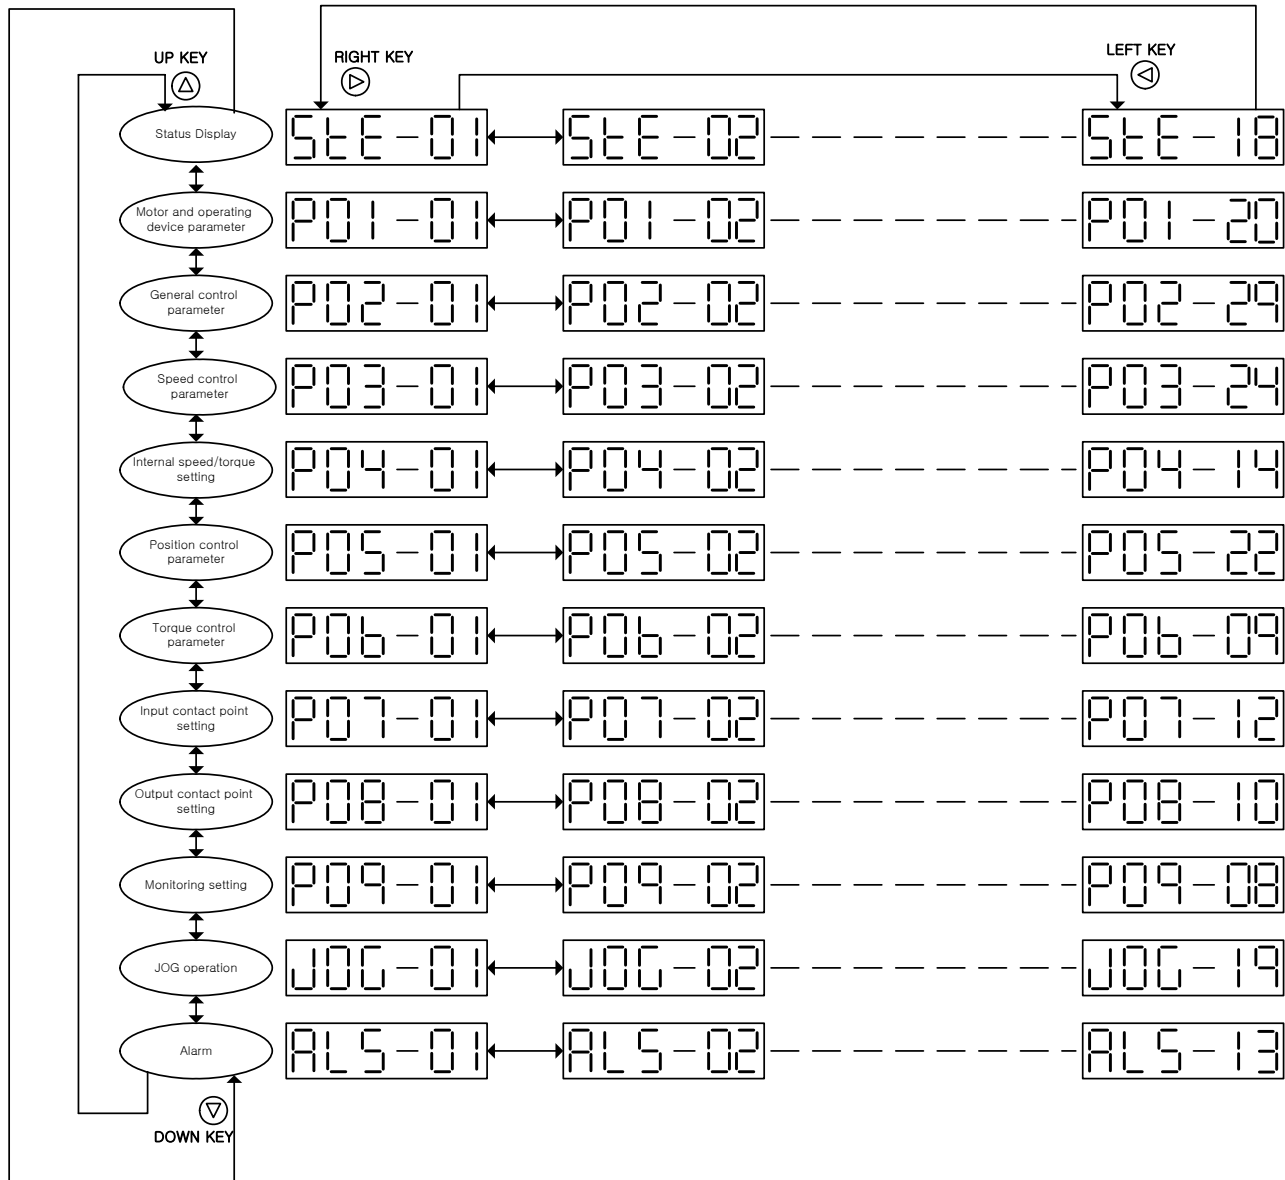 UP KEY
RIGHT KEY
LEFT KEY
Status Display
StE-01
StE-02
StE-18
Motor and operating
device parameter
P01-01
P01-02
P01-20
General control
parameter
P02-01
P02-02
P02-29
Speed control
parameter
P03-01
P03-02
P03-24
Internal speed/torque
setting
P04-01
P04-02
P04-14
Position control
parameter
P05-01
P05-02
P05-22
Torque control
parameter
P06-01
P06-02
P06-09
Input contact point
setting
P07-01
P07-02
P07-12
Output contact point
setting
P08-01
P08-02
P08-10
Monitoring setting
P09-01
P09-02
P09-08
JOG operation
JOG-01
JOG-02
JOG-19
Alarm
ALS-01
ALS-02
ALS-13
DOWN KEY